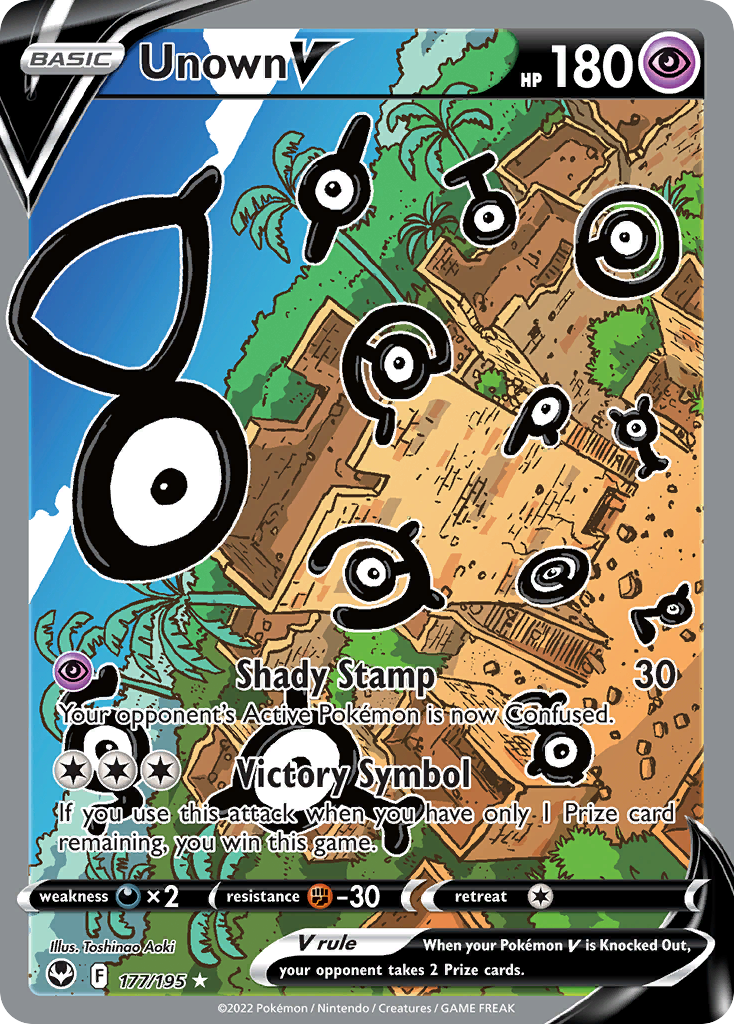 BASIC Unown V HP 180
Shady Stamp 30
Your opponent's Active Pokémon is now Confused.
Victory Symbol
If you use this attack when you have only 1 Prize card
remaining, you win this game.
weakness ×2 resistance -30 retreat
Illus. Toshinao Aoki
V rule When your Pokémon V is Knocked Out,
your opponent takes 2 Prize cards.
F 177/195 ★
©2022 Pokémon / Nintendo / Creatures / GAME FREAK